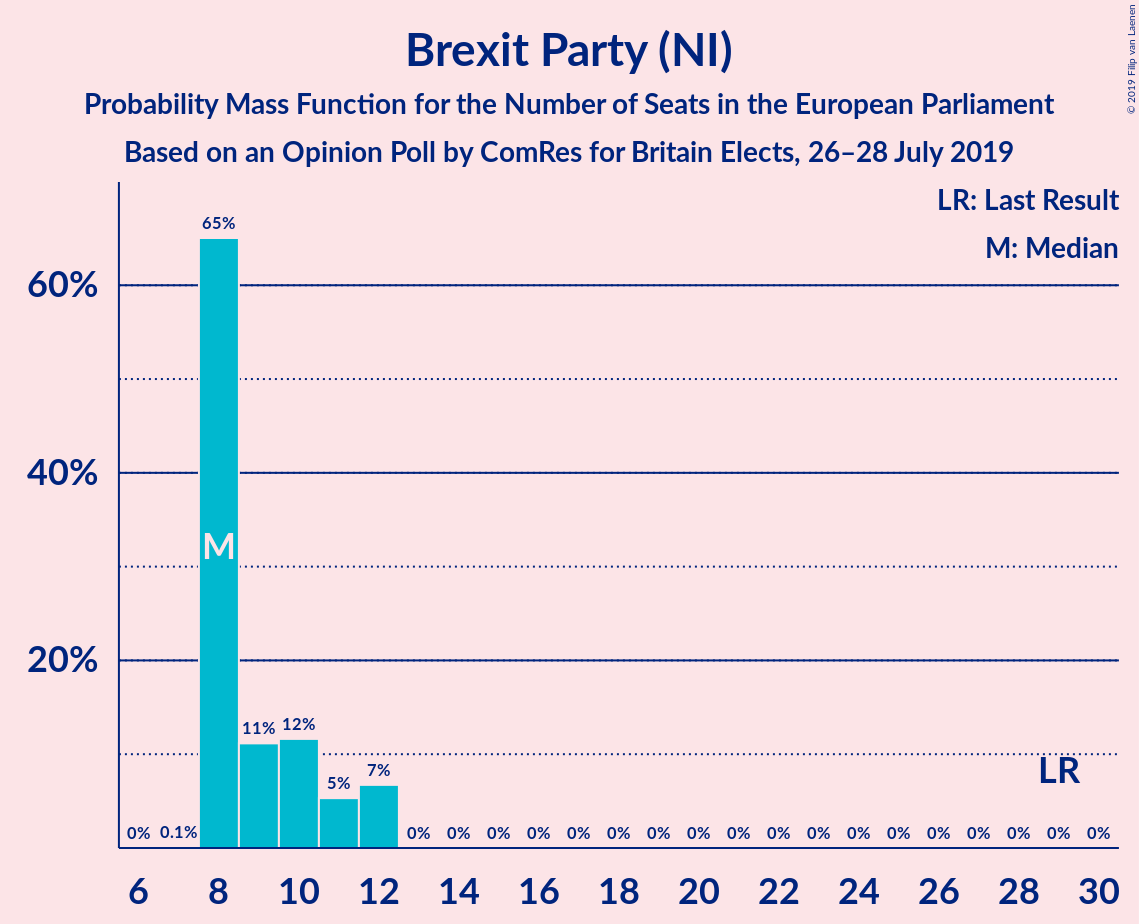 Brexit Party (NI)
Probability Mass Function for the Number of Seats in the European Parliament
Based on an Opinion Poll by ComRes for Britain Elects, 26–28 July 2019
© 2019 Filip van Laenen
LR: Last Result
M: Median
65%
60%
40%
M
20%
11% 12%
7%
5%
LR
0% 0.1% 0% 0% 0% 0% 0% 0% 0% 0% 0% 0% 0% 0% 0% 0% 0% 0% 0% 0%
6 8 10 12 14 16 18 20 22 24 26 28 30